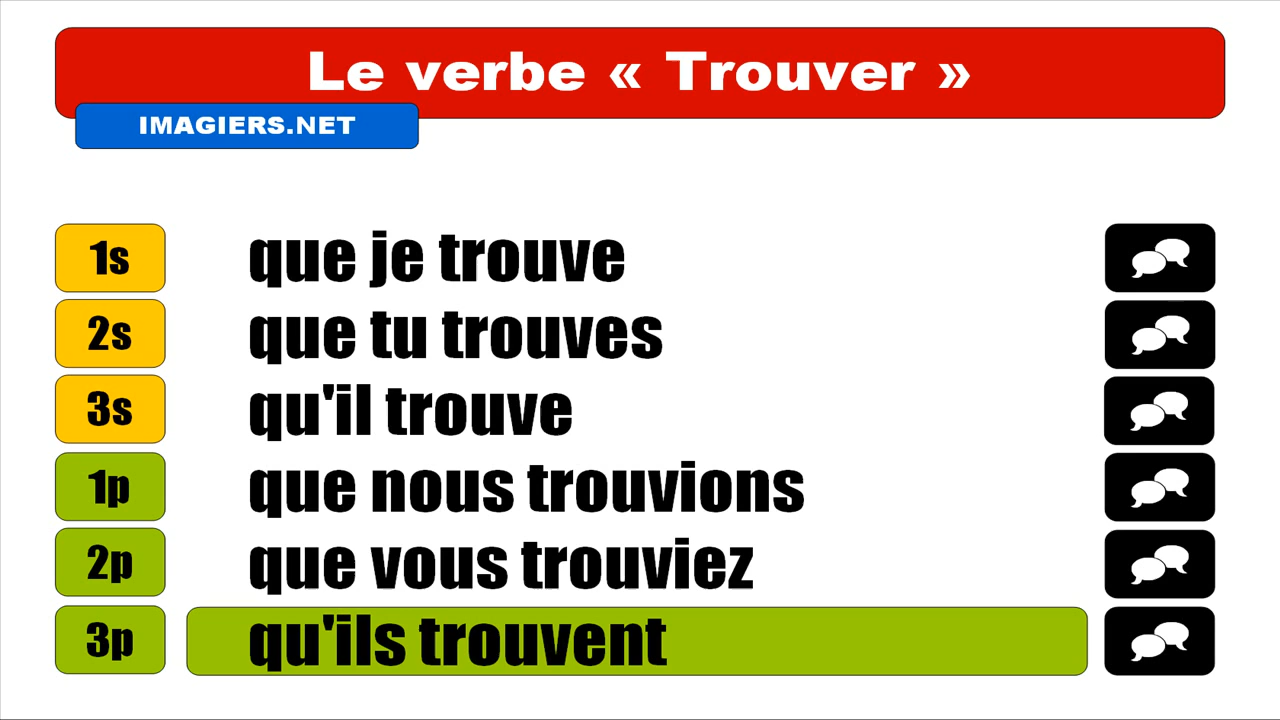 Le verbe « Trouver »
IMAGIERS.NET
1s que je trouve
2s que tu trouves
3s qu'il trouve
1p que nous trouvions
2p que vous trouviez
3p qu'ils trouvent